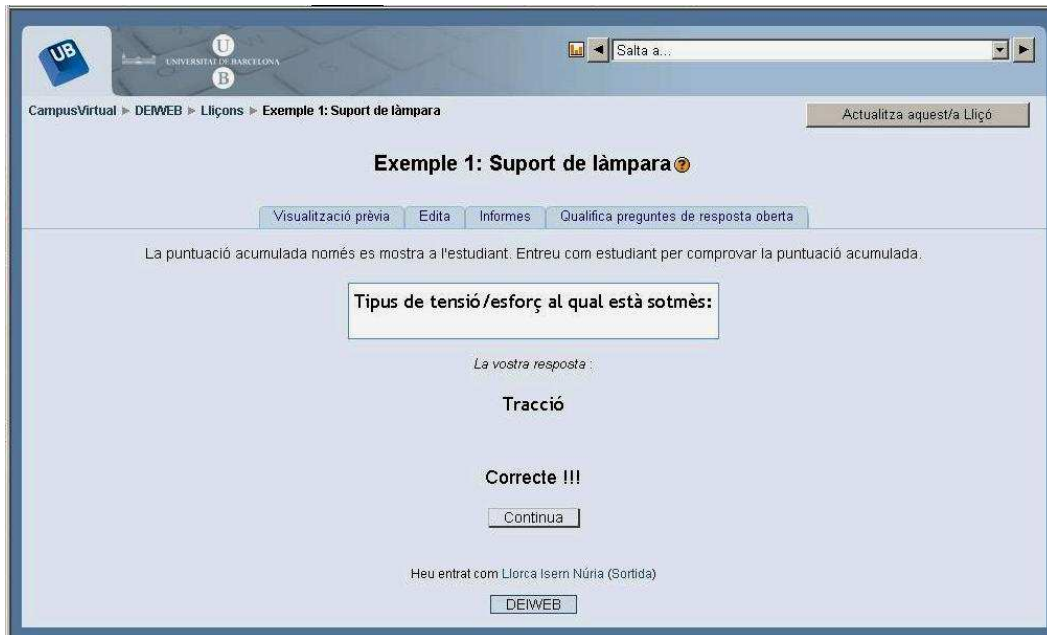 UB
UNIVERSITAT DE BARCELONA
U
B
Salta a...
CampusVirtual ► DEIWEB ► Lliçons ► Exemple 1: Suport de làmpara
Actualitza aquest/a Lliçó
Exemple 1: Suport de làmpara
Visualització prèvia Edita Informes Qualifica preguntes de resposta oberta
La puntuació acumulada només es mostra a l'estudiant. Entreu com estudiant per comprovar la puntuació acumulada.
Tipus de tensió/esforç al qual està sotmès:
La vostra resposta :
Tracció
Correcte !!!
Continua
Heu entrat com Llorca Isern Núria (Sortida)
DEIWEB